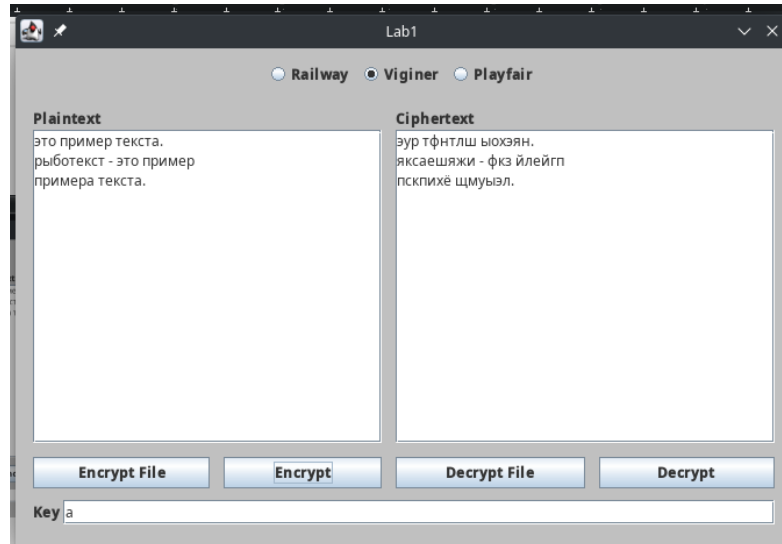 Lab1
Railway Viginer Playfair
Plaintext
это пример текста.
рыботекст - это пример
примера текста.
Ciphertext
эур тфнтлш ыохэян.
яксаешяжи - фкз йлейгп
пскпихё щмуыэл.
Encrypt File Encrypt Decrypt File Decrypt
Key а